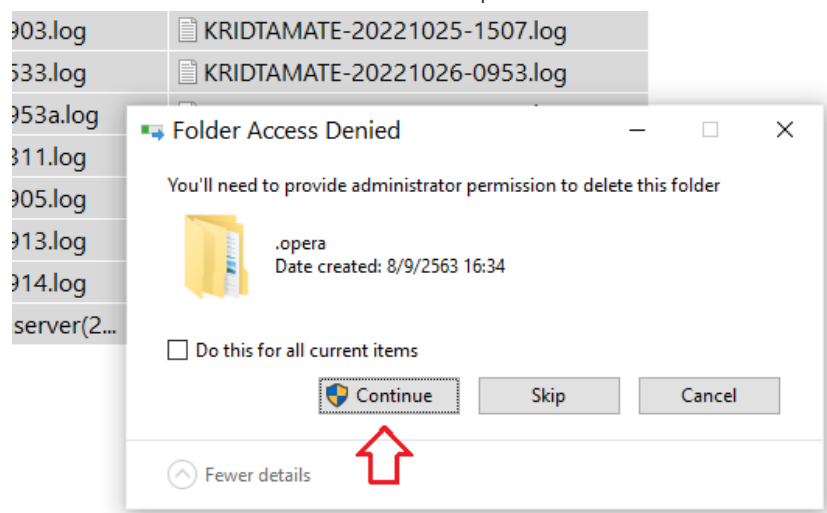 903.log KRIDTAMATE-20221025-1507.log
533.log KRIDTAMATE-20221026-0953.log
953a.log
311.log
905.log
913.log
914.log
server(2...
Folder Access Denied
You'll need to provide administrator permission to delete this folder
.opera
Date created: 8/9/2563 16:34
Do this for all current items
Continue Skip Cancel
Fewer details